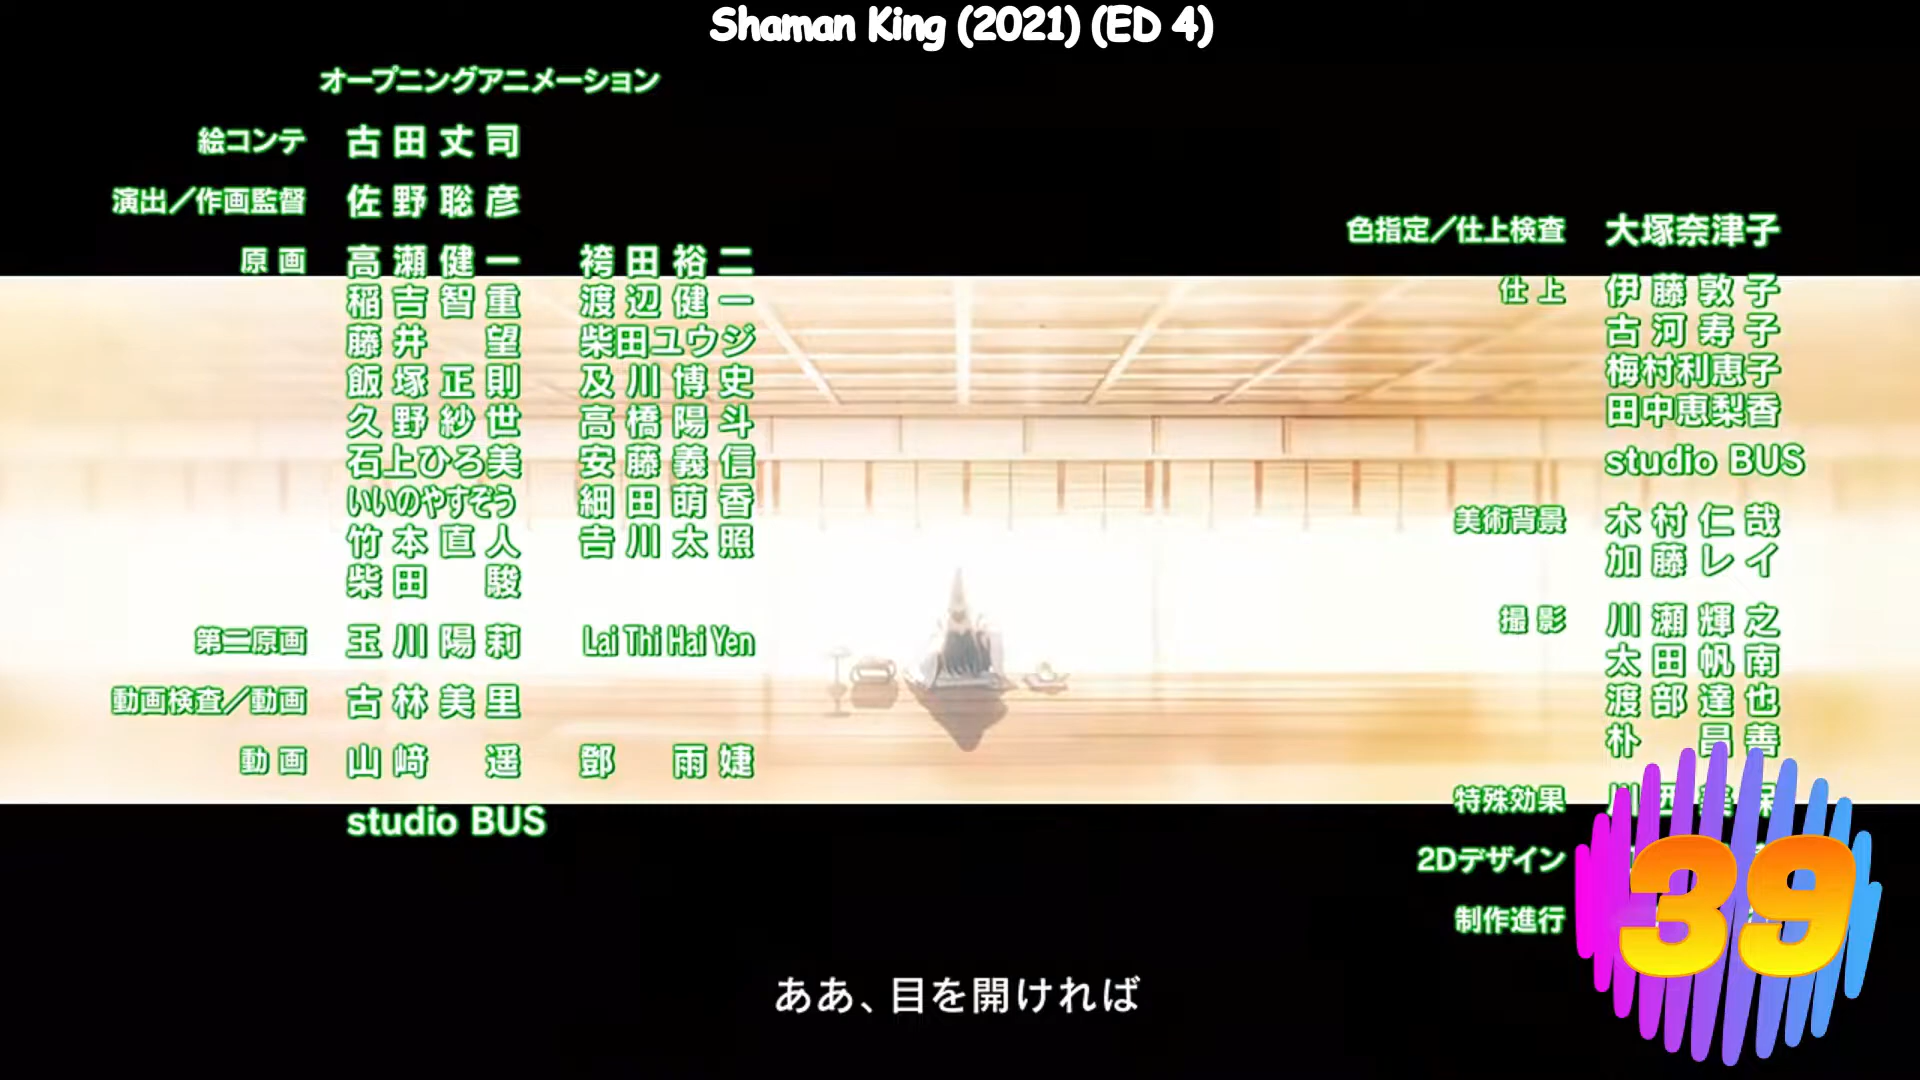 Shaman King (2021) (ED 4)
オープニングアニメーション
絵コンテ 古田丈司
演出／作画監督 佐野聡彦
原画 高瀬健一 袴田裕二
稲吉智重 渡辺健一
藤井望 柴田ユウジ
飯塚正則 及川博史
久野紗世 高橋陽斗
石上ひろ美 安藤義信
いいのやすぞう 細田萌香
竹本直人 吉川太照
柴田駿
第二原画 玉川陽莉 Lai Thi Hai Yen
動画検査／動画 古林美里
動画 山﨑遥 鄧雨婕
studio BUS
色指定／仕上検査 大塚奈津子
仕上 伊藤敦子
古河寿子
梅村利恵子
田中恵梨香
studio BUS
美術背景 木村仁哉
加藤レイ
撮影 川瀬輝之
太田帆南
渡部達也
朴昌善
特殊効果 川西美保
2Dデザイン
制作進行
39
ああ、目を開ければ